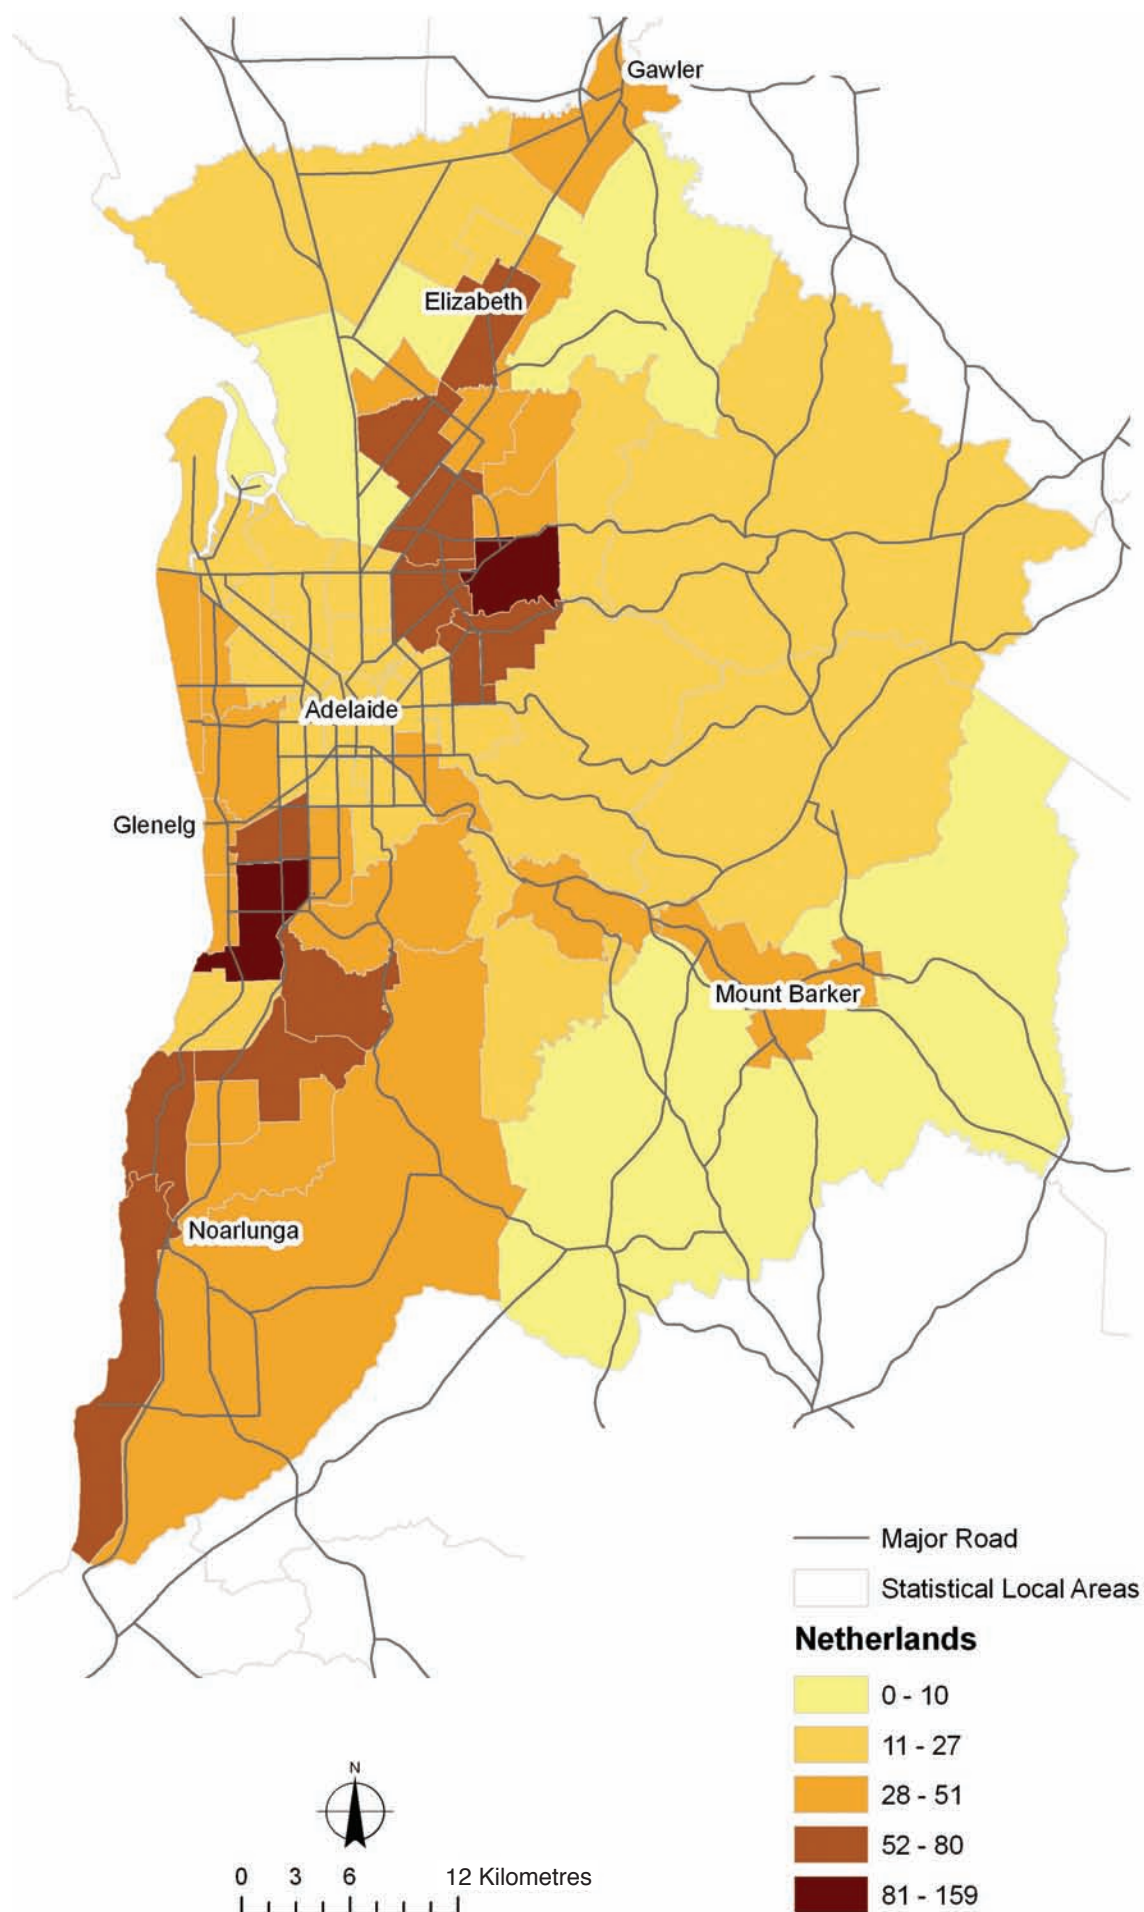 Gawler
Elizabeth
Adelaide
Glenelg
Mount Barker
Noarlunga
Major Road
Statistical Local Areas
Netherlands
0 - 10
11 - 27
28 - 51
52 - 80
81 - 159
N
0 3 6 12 Kilometres